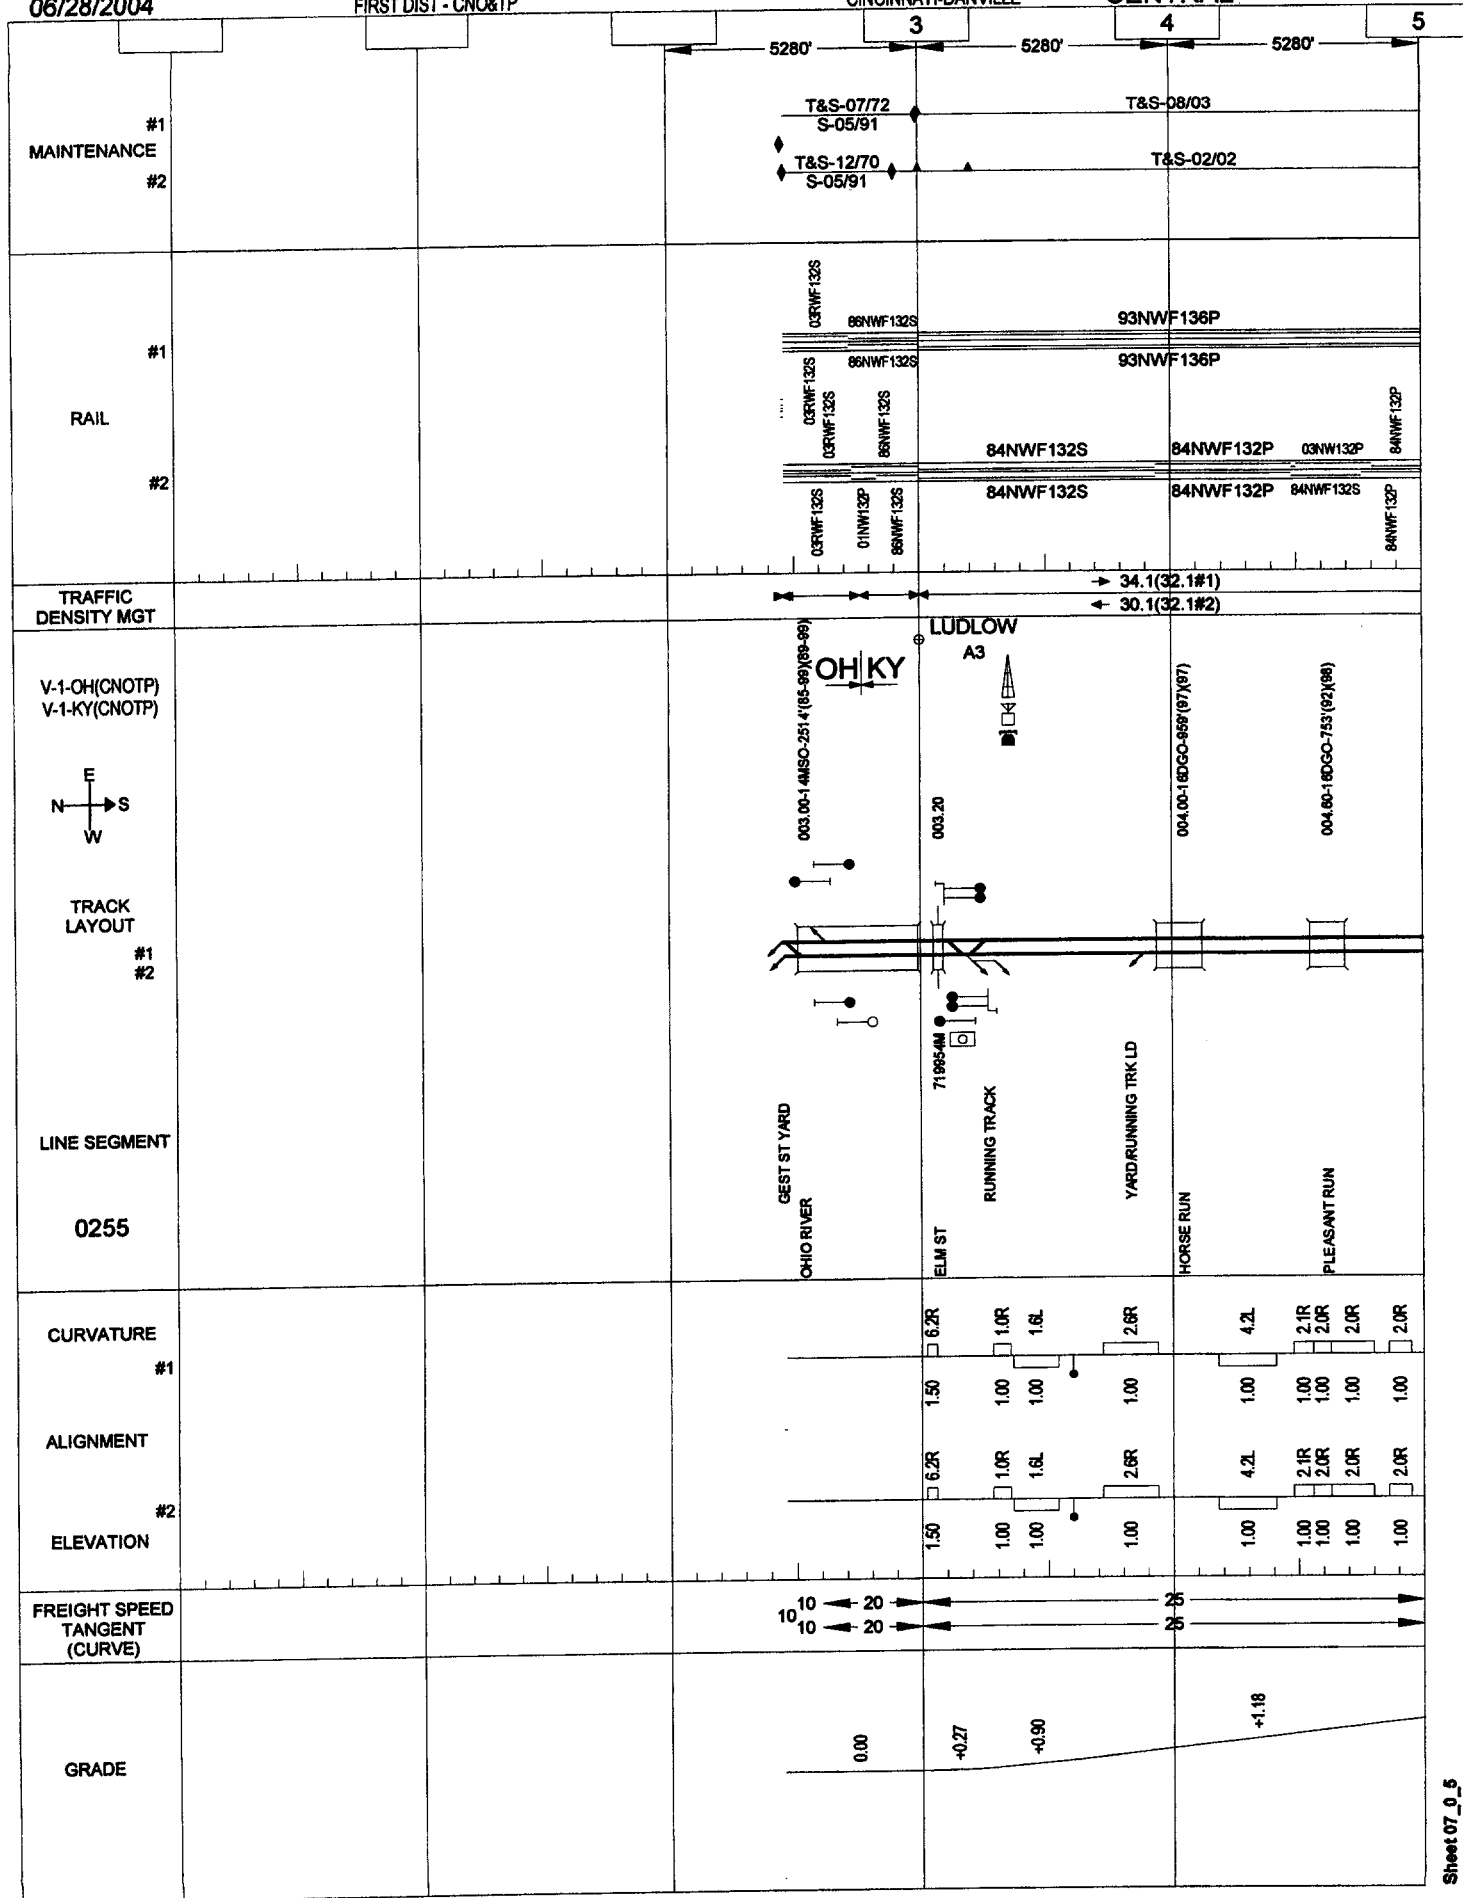 06/28/2004 FIRST DIST - CNO&TP CINCINNATI-DANVILLE CENTRAL
3 4 5
5280' 5280' 5280'
MAINTENANCE
#1
T&S-07/72 T&S-08/03
S-05/91
#2
T&S-12/70 T&S-02/02
S-05/91
RAIL
#1
03RWF132S 86NWF132S 93NWF136P
03RWF132S 86NWF132S 93NWF136P
#2
03RWF132S 86NWF132S 84NWF132S 84NWF132P 03NW132P 84NWF132P
03RWF132S 01NW132P 86NWF132S 84NWF132S 84NWF132P 84NWF132S 84NWF132P
TRAFFIC
DENSITY MGT
34.1(32.1#1)
30.1(32.1#2)
LUDLOW
A3
OH KY
V-1-OH(CNOTP)
V-1-KY(CNOTP)
E
N S
W
003.00-14MSO-2514'(85-99)(89-99)
003.20
004.00-16DGO-959'(97)(97)
004.60-16DGO-753'(92)(98)
TRACK
LAYOUT
#1
#2
719954M
LINE SEGMENT
0255
GEST ST YARD
OHIO RIVER
ELM ST
RUNNING TRACK
YARD/RUNNING TRK LD
HORSE RUN
PLEASANT RUN
CURVATURE
#1
6.2R 1.0R 1.6L 2.6R 4.2L 2.1R 2.0R 2.0R 2.0R
1.50 1.00 1.00 1.00 1.00 1.00 1.00 1.00 1.00
ALIGNMENT
#2
6.2R 1.0R 1.6L 2.6R 4.2L 2.1R 2.0R 2.0R 2.0R
1.50 1.00 1.00 1.00 1.00 1.00 1.00 1.00 1.00
ELEVATION
FREIGHT SPEED
TANGENT
(CURVE)
10 10 20 25
10 20 25
GRADE
0.00 +0.27 +0.90 +1.18
Sheet 07_0_5